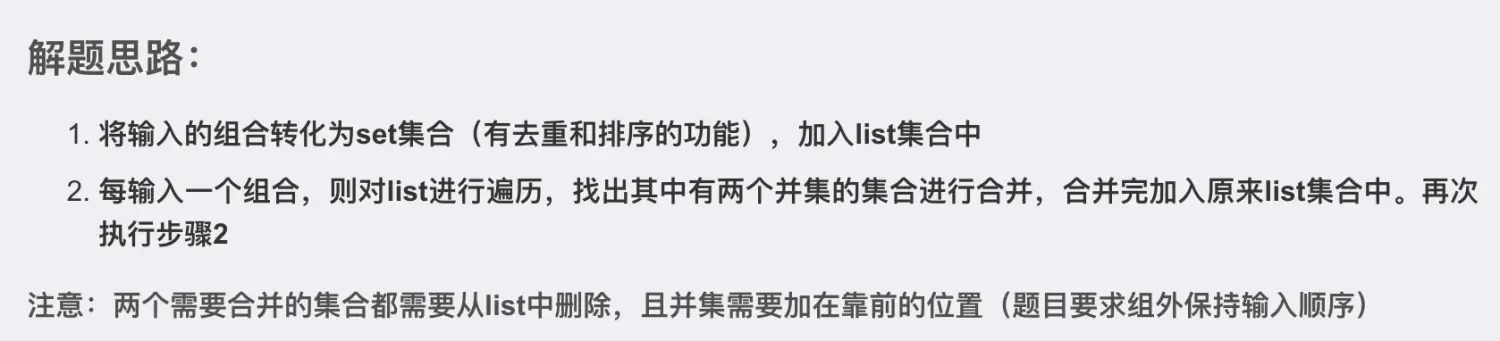 解题思路：
1. 将输入的组合转化为set集合（有去重和排序的功能），加入list集合中
2. 每输入一个组合，则对list进行遍历，找出其中有两个并集的集合进行合并，合并完加入原来list集合中。再次
执行步骤2
注意：两个需要合并的集合都需要从list中删除，且并集需要加在靠前的位置（题目要求组外保持输入顺序）